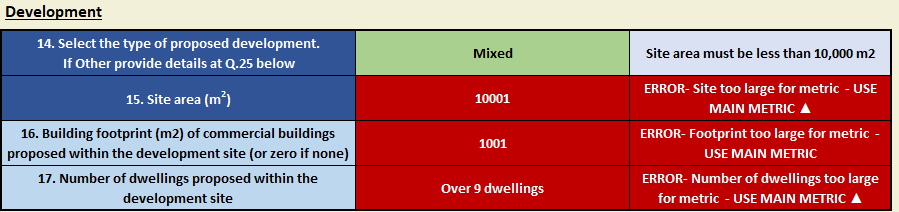 Development
14. Select the type of proposed development.
If Other provide details at Q.25 below
Mixed
Site area must be less than 10,000 m2
15. Site area (m²)
10001
ERROR- Site too large for metric - USE
MAIN METRIC ▲
16. Building footprint (m2) of commercial buildings
proposed within the development site (or zero if none)
1001
ERROR- Footprint too large for metric -
USE MAIN METRIC
17. Number of dwellings proposed within the
development site
Over 9 dwellings
ERROR- Number of dwellings too large
for metric - USE MAIN METRIC ▲